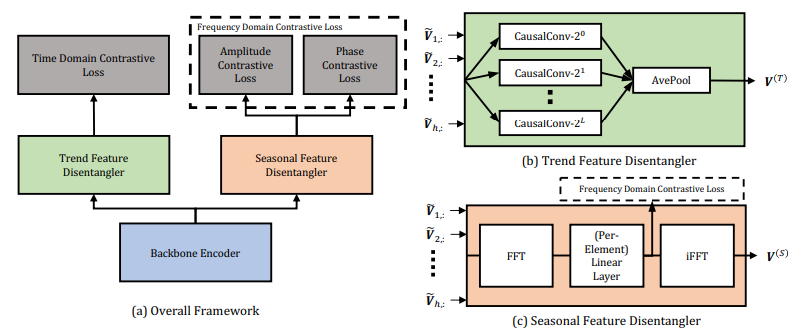 Frequency Domain Contrastive Loss
Time Domain Contrastive
Loss
Amplitude
Contrastive
Loss
Phase
Contrastive
Loss
Trend Feature
Disentangler
Seasonal Feature
Disentangler
Backbone Encoder
(a) Overall Framework
Ṽ1,:
Ṽ2,:
Ṽh,:
CausalConv-2⁰
CausalConv-2¹
CausalConv-2ᴸ
AvePool
V⁽ᵀ⁾
(b) Trend Feature Disentangler
Frequency Domain Contrastive Loss
Ṽ1,:
Ṽ2,:
Ṽh,:
FFT
(Per-
Element)
Linear
Layer
iFFT
V⁽ˢ⁾
(c) Seasonal Feature Disentangler